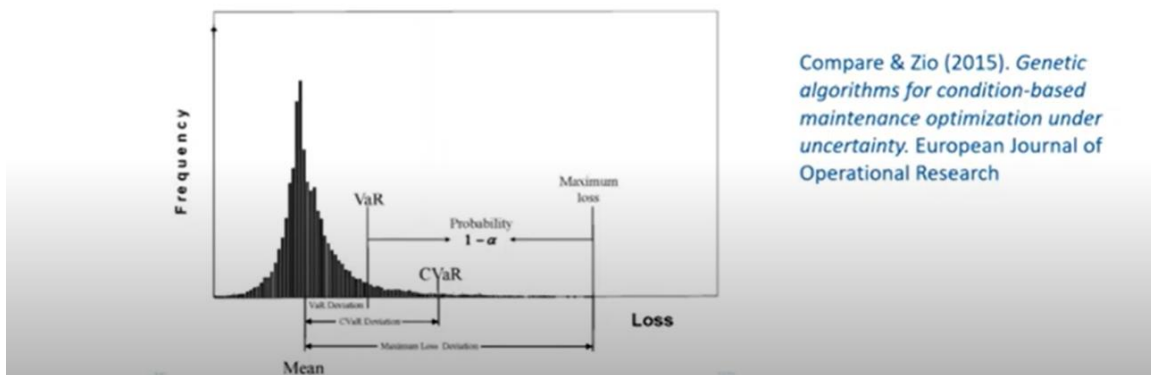 Frequency
VaR
Probability
1 − α
Maximum
loss
CVaR
VaR Deviation
CVaR Deviation
Maximum Loss Deviation
Loss
Mean
Compare & Zio (2015). Genetic
algorithms for condition-based
maintenance optimization under
uncertainty. European Journal of
Operational Research